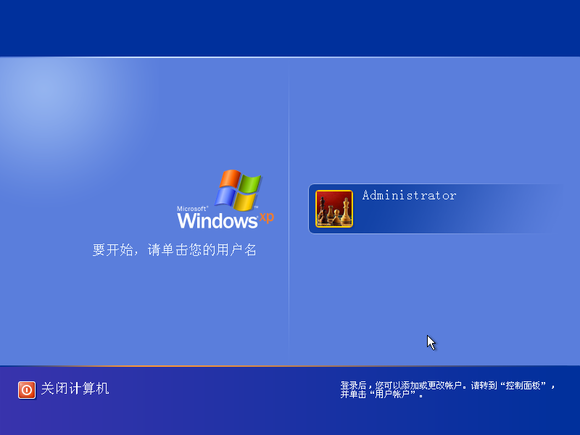 Microsoft®
Windows xp
要开始，请单击您的用户名
Administrator
关闭计算机
登录后，您可以添加或更改帐户。请转到“控制面板”，
并单击“用户帐户”。